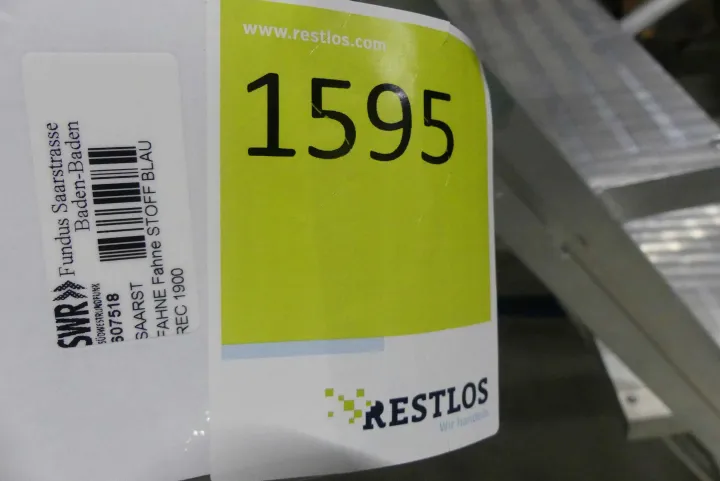 www.restlos.com
1595
RESTLOS
Wir handeln
SWR
SÜDWESTRUNDFUNK
Fundus Saarstrasse
Baden-Baden
607518
SAARST
FAHNE Fahne STOFF BLAU
REC 1900